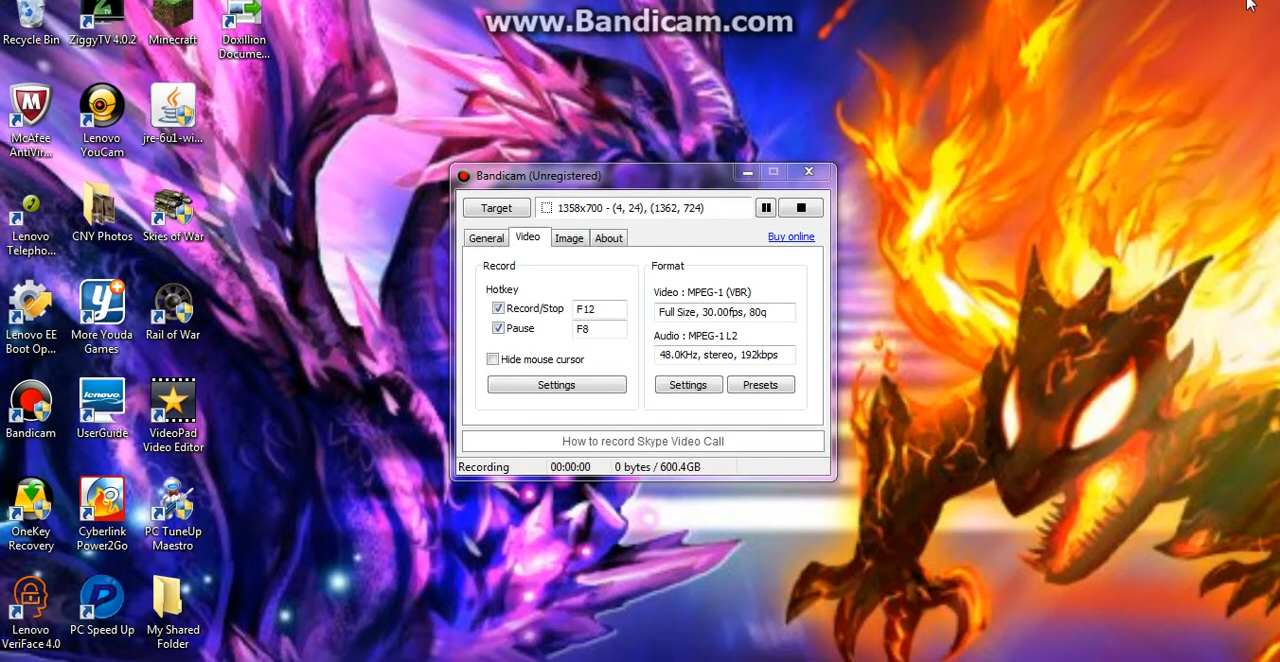 www.Bandicam.com
Recycle Bin
ZiggyTV 4.0.2
Minecraft
Doxillion
Docume...
McAfee
AntiVir...
Lenovo
YouCam
jre-6u1-wi...
Lenovo
Telepho...
CNY Photos
Skies of War
Lenovo EE
Boot Op...
More Youda
Games
Rail of War
Bandicam
UserGuide
VideoPad
Video Editor
OneKey
Recovery
Cyberlink
Power2Go
PC TuneUp
Maestro
Lenovo
VeriFace 4.0
PC Speed Up
My Shared
Folder
Bandicam (Unregistered)
Target
1358x700 - (4, 24), (1362, 724)
General
Video
Image
About
Buy online
Record
Hotkey
Record/Stop
F12
Pause
F8
Hide mouse cursor
Settings
Format
Video : MPEG-1 (VBR)
Full Size, 30.00fps, 80q
Audio : MPEG-1 L2
48.0KHz, stereo, 192kbps
Settings
Presets
How to record Skype Video Call
Recording
00:00:00
0 bytes / 600.4GB